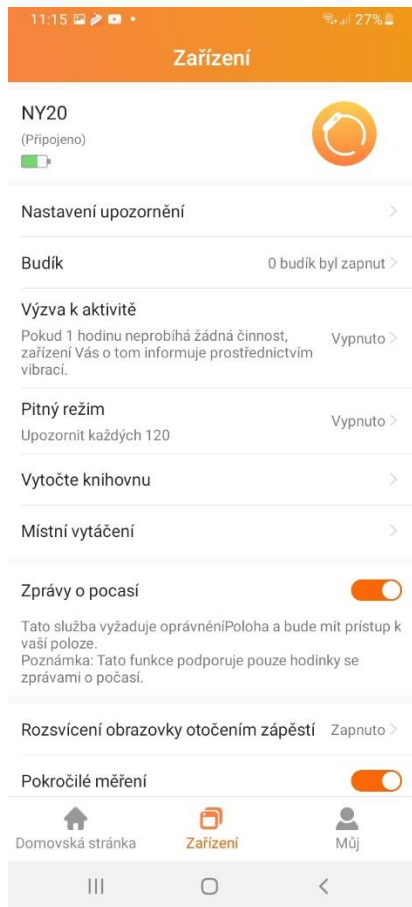 11:15
27%
Zařízení
NY20
(Připojeno)
Nastavení upozornění
Budík
0 budík byl zapnut
Výzva k aktivitě
Pokud 1 hodinu neprobíhá žádná činnost,
zařízení Vás o tom informuje prostřednictvím
vibrací.
Vypnuto
Pitný režim
Upozornit každých 120
Vypnuto
Vytočte knihovnu
Místní vytáčení
Zprávy o pocasí
Tato služba vyžaduje oprávněníPoloha a bude mít prístup k
vaší poloze.
Poznámka: Tato funkce podporuje pouze hodinky se
zprávami o počasí.
Rozsvícení obrazovky otočením zápěstí
Zapnuto
Pokročilé měření
Domovská stránka
Zařízení
Můj